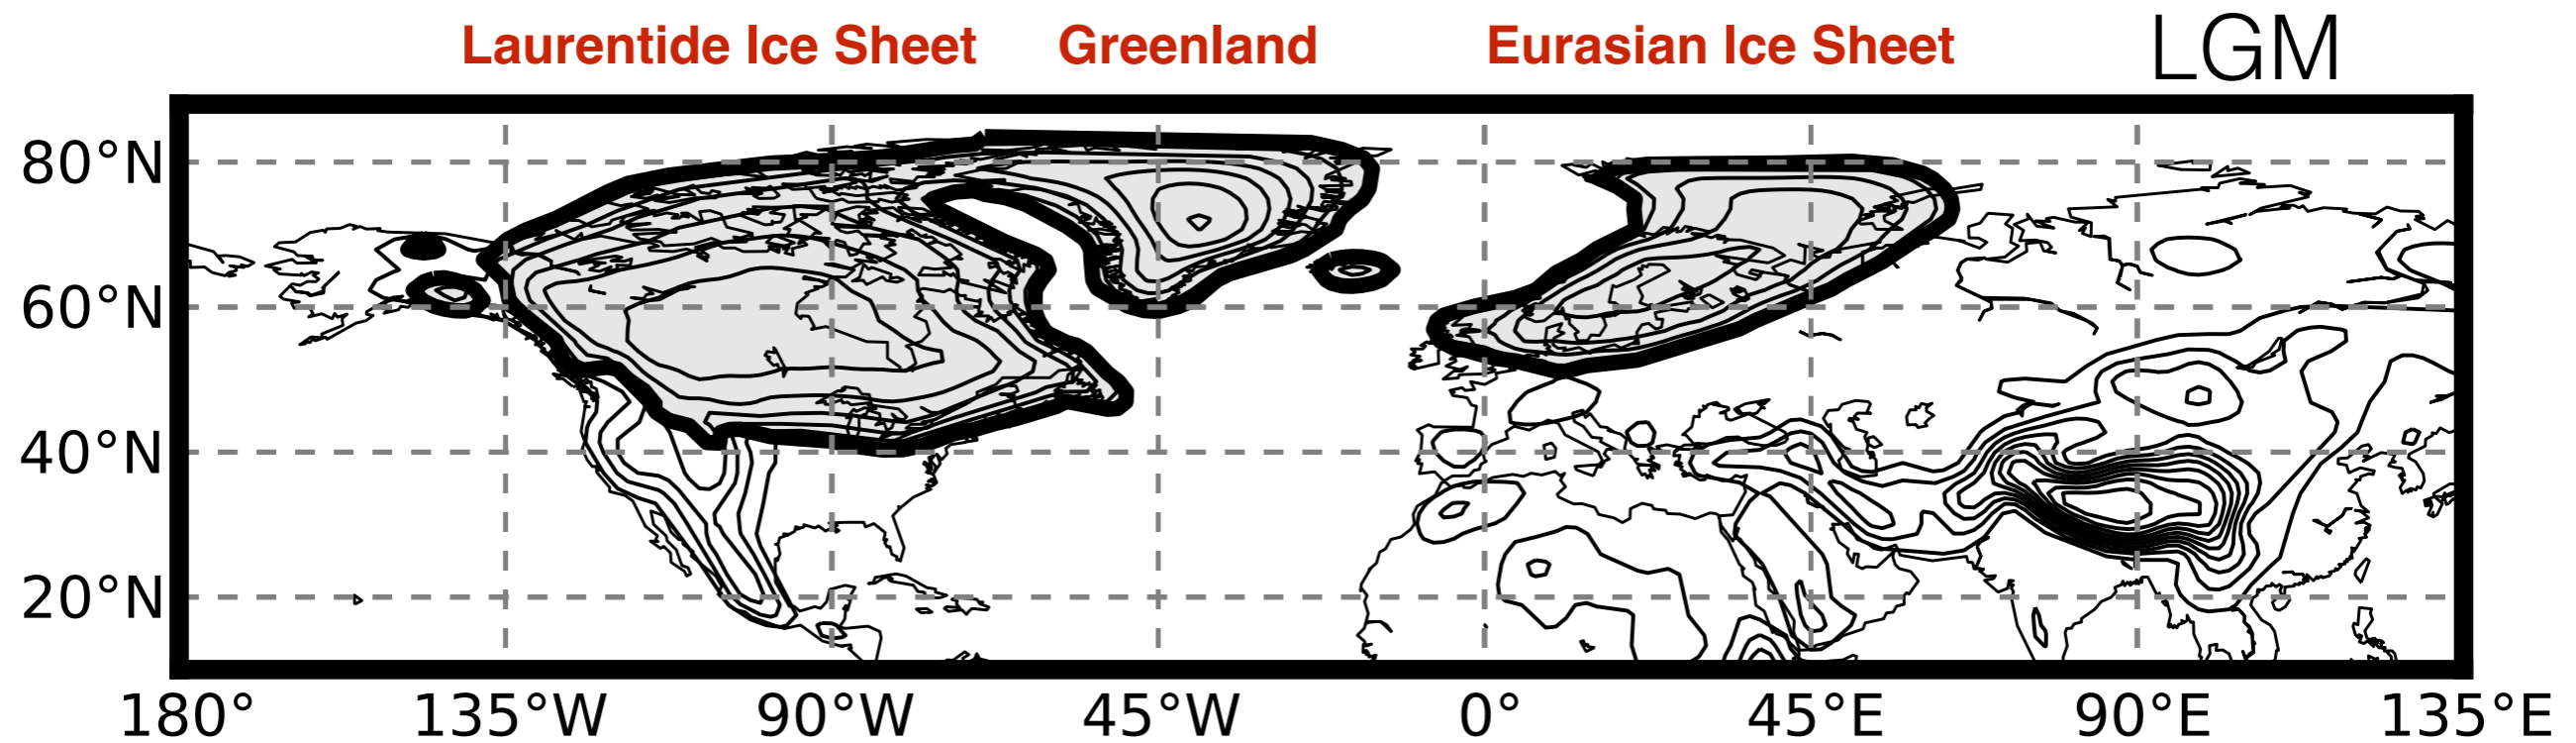 Laurentide Ice Sheet Greenland Eurasian Ice Sheet LGM
80°N
60°N
40°N
20°N
180° 135°W 90°W 45°W 0° 45°E 90°E 135°E